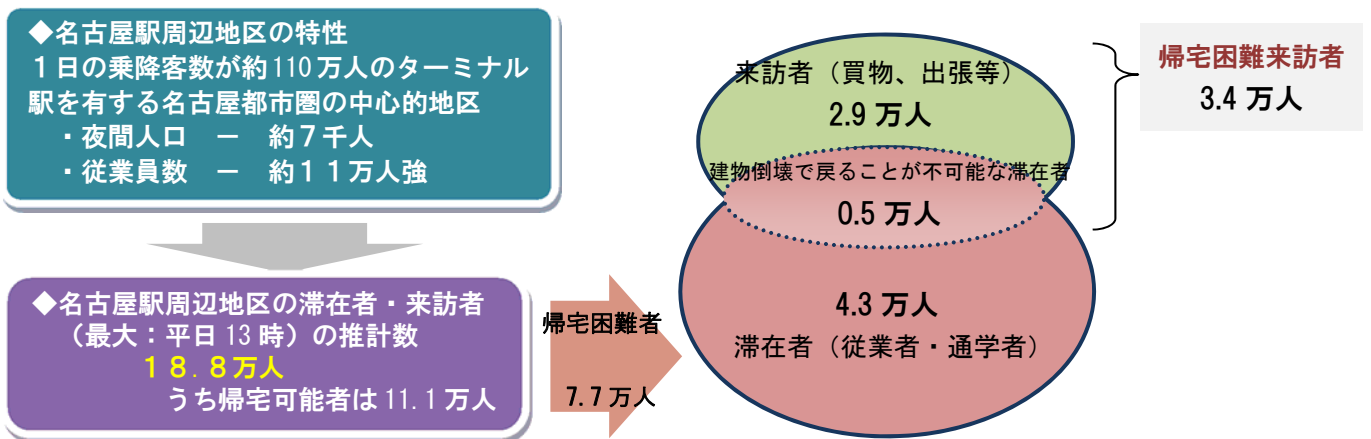 ◆名古屋駅周辺地区の特性
１日の乗降客数が約110万人のターミナル
駅を有する名古屋都市圏の中心的地区
・夜間人口　－　約７千人
・従業員数　－　約１１万人強
◆名古屋駅周辺地区の滞在者・来訪者
（最大：平日13時）の推計数
１８.８万人
うち帰宅可能者は11.1万人
帰宅困難者
7.7万人
来訪者（買物、出張等）
2.9 万人
建物倒壊で戻ることが不可能な滞在者
0.5 万人
4.3 万人
滞在者（従業者・通学者）
帰宅困難来訪者
3.4 万人